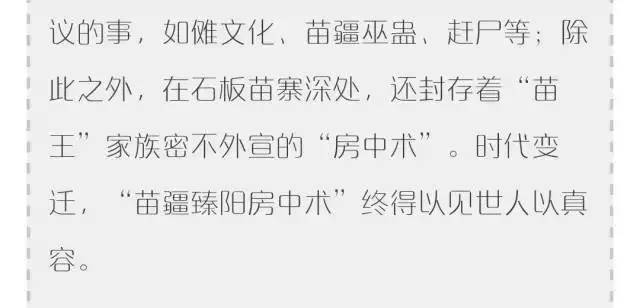 议的事，如傩文化、苗疆巫蛊、赶尸等；除
此之外，在石板苗寨深处，还封存着“苗
王”家族密不外宣的“房中术”。时代变
迁，“苗疆臻阳房中术”终得以见世人以真
容。